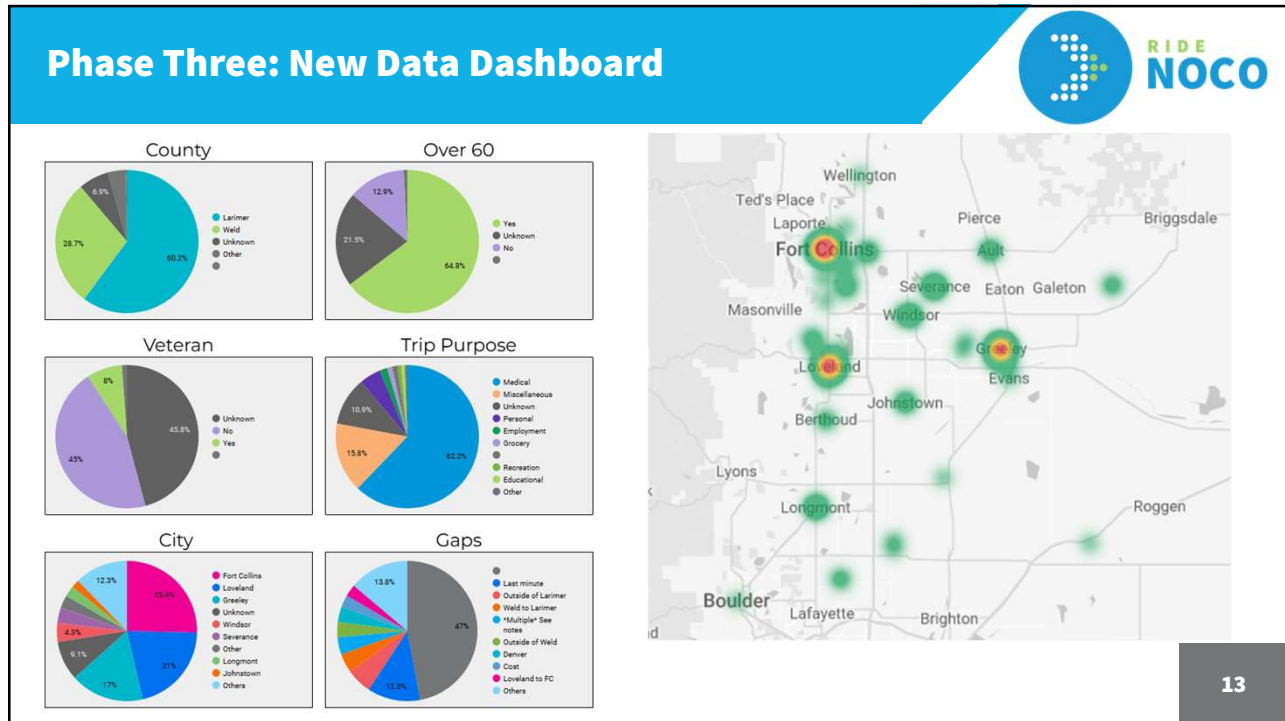 Phase Three: New Data Dashboard
RIDE
NOCO
County
6.9%
28.7%
60.2%
Larimer
Weld
Unknown
Other
Over 60
12.9%
21.5%
64.8%
Yes
Unknown
No
Veteran
8%
45.8%
45%
Unknown
No
Yes
Trip Purpose
10.9%
15.8%
62.2%
Medical
Miscellaneous
Unknown
Personal
Employment
Grocery
Recreation
Educational
Other
City
12.3%
25.4%
4.3%
9.1%
17%
21%
Fort Collins
Loveland
Greeley
Unknown
Windsor
Severance
Other
Longmont
Johnstown
Others
Gaps
13.8%
47%
12.3%
Last minute
Outside of Larimer
Weld to Larimer
*Multiple* See
notes
Outside of Weld
Denver
Cost
Loveland to FC
Others
Wellington
Ted's Place
Laporte
Pierce
Briggsdale
Fort Collins
Ault
Severance
Eaton
Galeton
Masonville
Windsor
Greeley
Loveland
Evans
Johnstown
Berthoud
Lyons
Longmont
Roggen
Boulder
Lafayette
Brighton
13